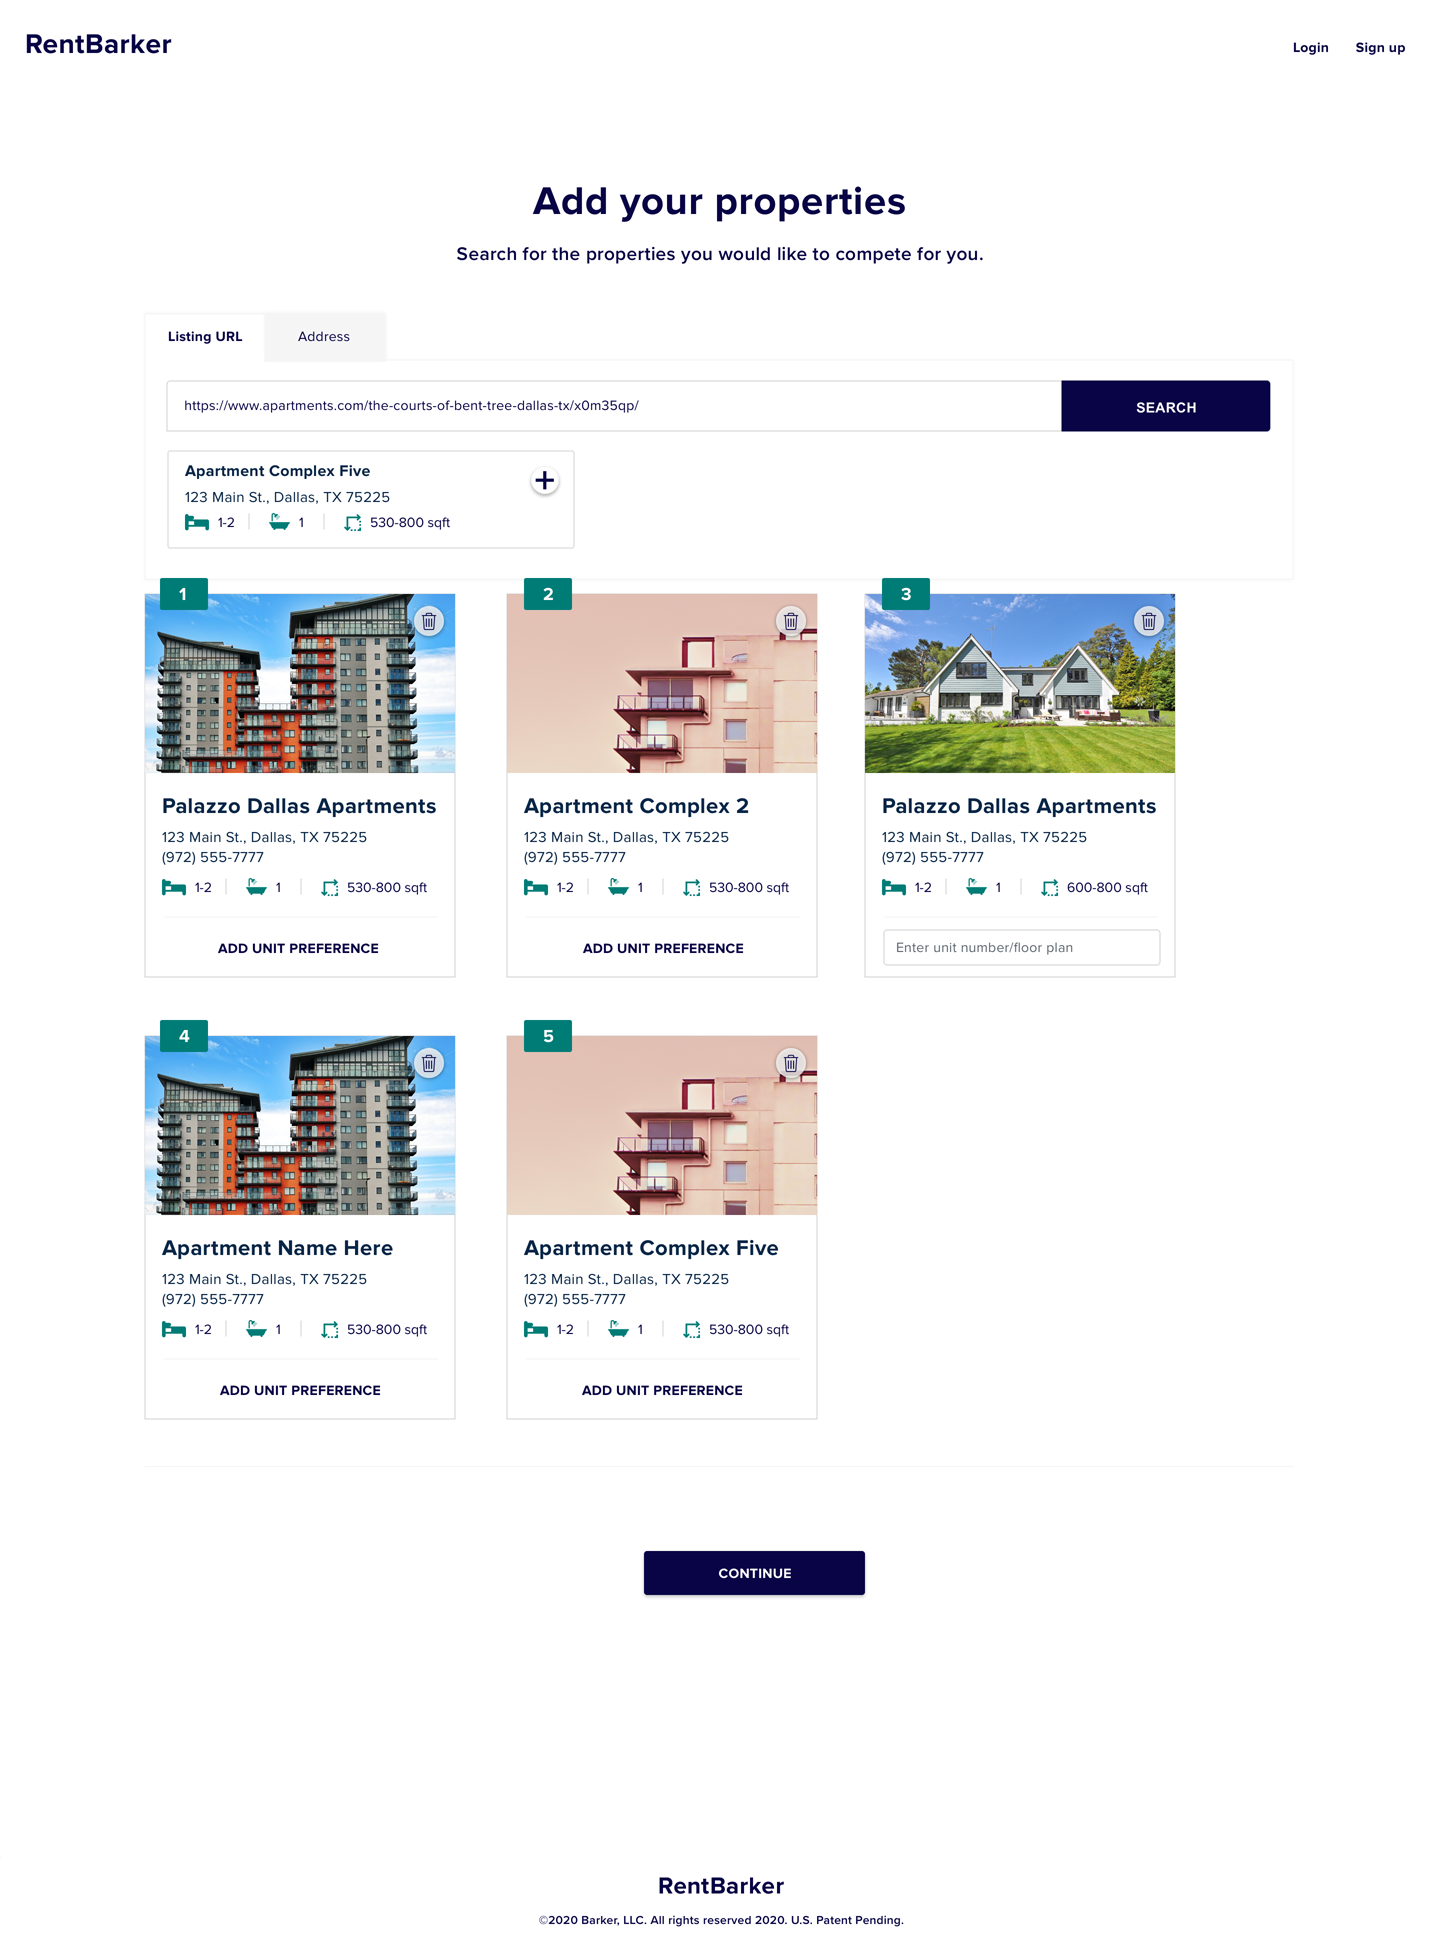 RentBarker
Login
Sign up
Add your properties
Search for the properties you would like to compete for you.
Listing URL
Address
https://www.apartments.com/the-courts-of-bent-tree-dallas-tx/x0m35qp/
SEARCH
Apartment Complex Five
123 Main St., Dallas, TX 75225
1-2
1
530-800 sqft
1
Palazzo Dallas Apartments
123 Main St., Dallas, TX 75225
(972) 555-7777
1-2
1
530-800 sqft
ADD UNIT PREFERENCE
2
Apartment Complex 2
123 Main St., Dallas, TX 75225
(972) 555-7777
1-2
1
530-800 sqft
ADD UNIT PREFERENCE
3
Palazzo Dallas Apartments
123 Main St., Dallas, TX 75225
(972) 555-7777
1-2
1
600-800 sqft
Enter unit number/floor plan
4
Apartment Name Here
123 Main St., Dallas, TX 75225
(972) 555-7777
1-2
1
530-800 sqft
ADD UNIT PREFERENCE
5
Apartment Complex Five
123 Main St., Dallas, TX 75225
(972) 555-7777
1-2
1
530-800 sqft
ADD UNIT PREFERENCE
CONTINUE
RentBarker
©2020 Barker, LLC. All rights reserved 2020. U.S. Patent Pending.